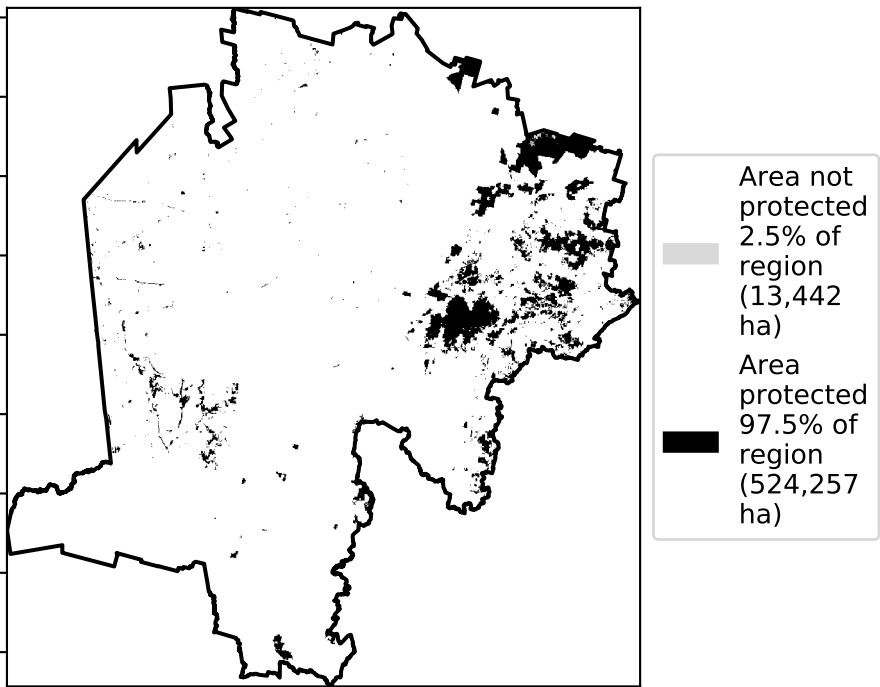 Area not
protected
2.5% of
region
(13,442
ha)
Area
protected
97.5% of
region
(524,257
ha)